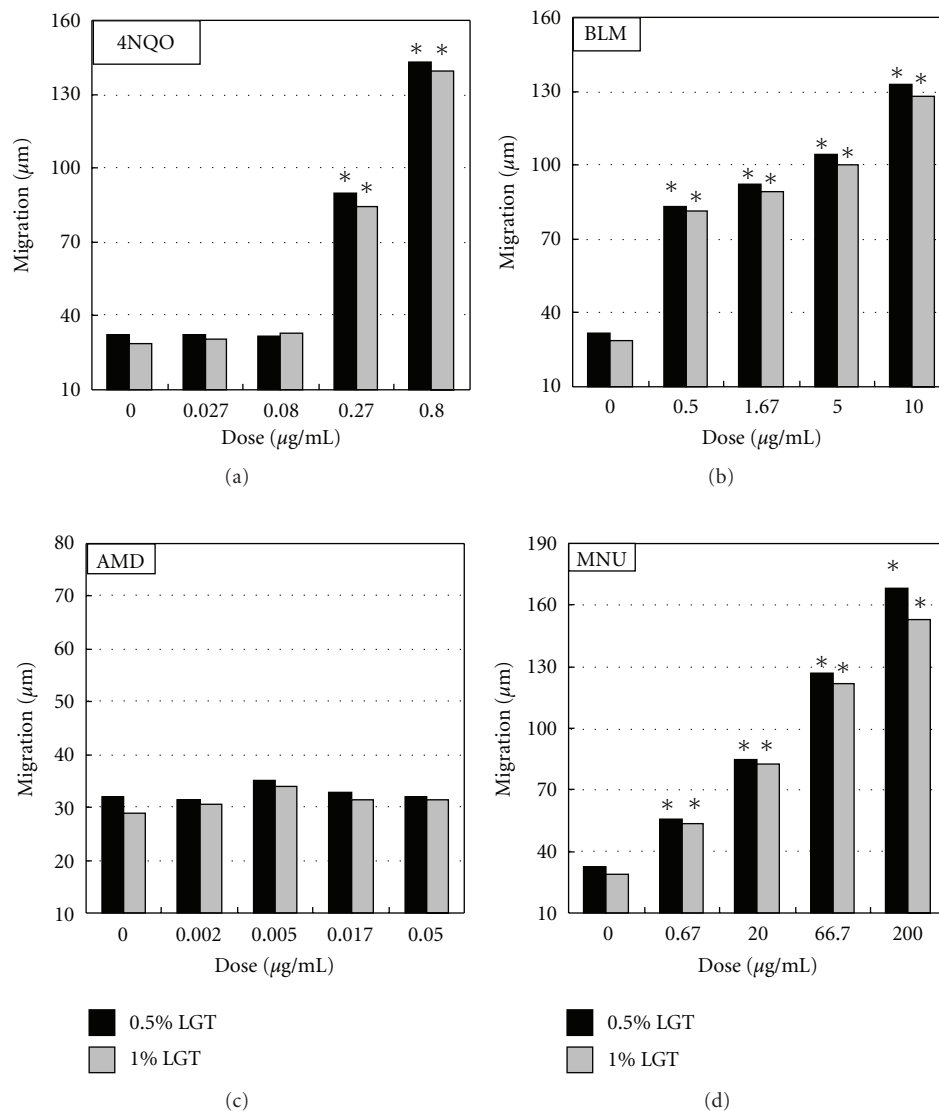 4NQO
160
130
100
70
40
10
Migration (μm)
* *
* *
0 0.027 0.08 0.27 0.8
Dose (μg/mL)
(a)
BLM
160
130
100
70
40
10
Migration (μm)
* *
* *
* *
* *
0 0.5 1.67 5 10
Dose (μg/mL)
(b)
AMD
80
70
60
50
40
30
20
10
Migration (μm)
0 0.002 0.005 0.017 0.05
Dose (μg/mL)
0.5% LGT
1% LGT
(c)
MNU
190
160
130
100
70
40
10
Migration (μm)
* *
* *
* *
* *
0 0.67 20 66.7 200
Dose (μg/mL)
0.5% LGT
1% LGT
(d)